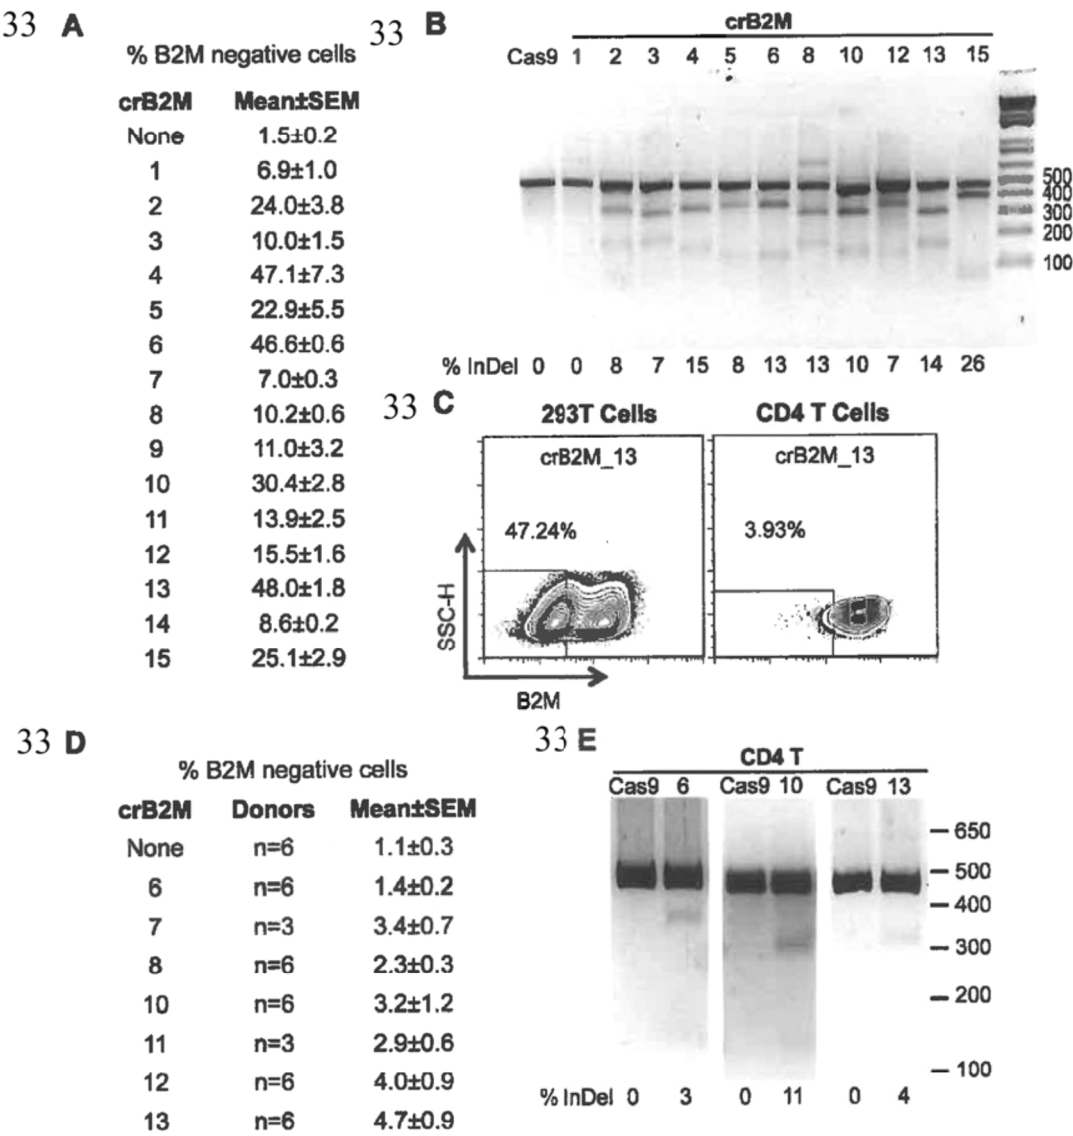 33 A
% B2M negative cells
crB2M Mean±SEM
None 1.5±0.2
1 6.9±1.0
2 24.0±3.8
3 10.0±1.5
4 47.1±7.3
5 22.9±5.5
6 46.6±0.6
7 7.0±0.3
8 10.2±0.6
9 11.0±3.2
10 30.4±2.8
11 13.9±2.5
12 15.5±1.6
13 48.0±1.8
14 8.6±0.2
15 25.1±2.9
33 B
crB2M
Cas9 1 2 3 4 5 6 8 10 12 13 15
500
400
300
200
100
% InDel 0 0 8 7 15 8 13 13 10 7 14 26
33 C
293T Cells CD4 T Cells
crB2M_13 crB2M_13
47.24% 3.93%
SSC-H
B2M
33 D
% B2M negative cells
crB2M Donors Mean±SEM
None n=6 1.1±0.3
6 n=6 1.4±0.2
7 n=3 3.4±0.7
8 n=6 2.3±0.3
10 n=6 3.2±1.2
11 n=3 2.9±0.6
12 n=6 4.0±0.9
13 n=6 4.7±0.9
33 E
CD4 T
Cas9 6 Cas9 10 Cas9 13
650
500
400
300
200
100
% InDel 0 3 0 11 0 4